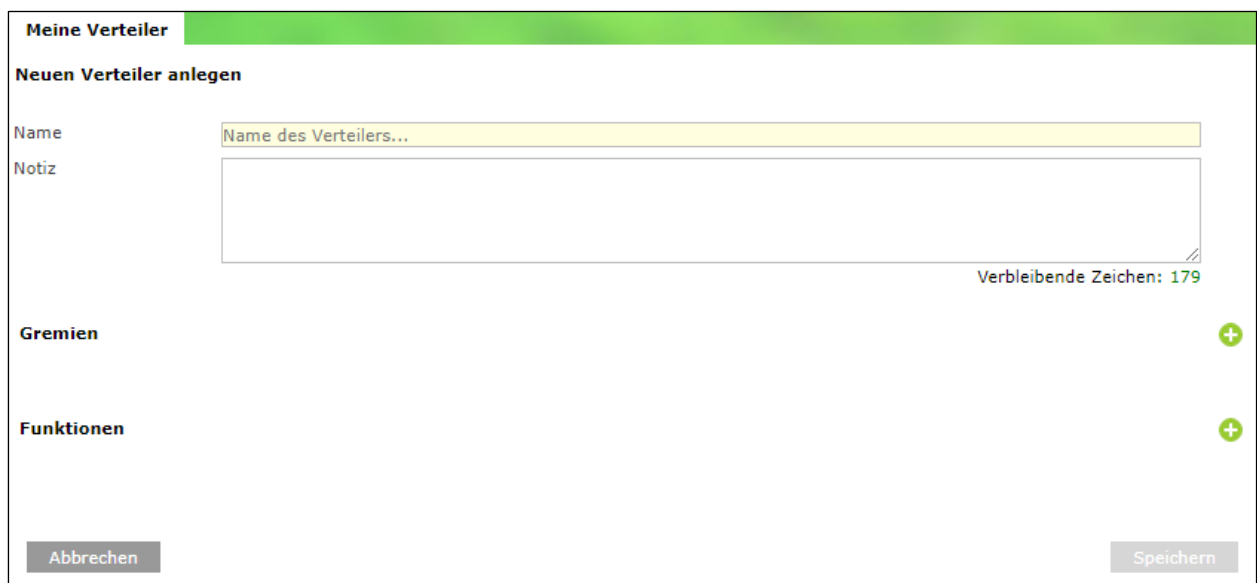 Meine Verteiler
Neuen Verteiler anlegen
Name
Name des Verteilers...
Notiz
Verbleibende Zeichen: 179
Gremien
Funktionen
Abbrechen
Speichern